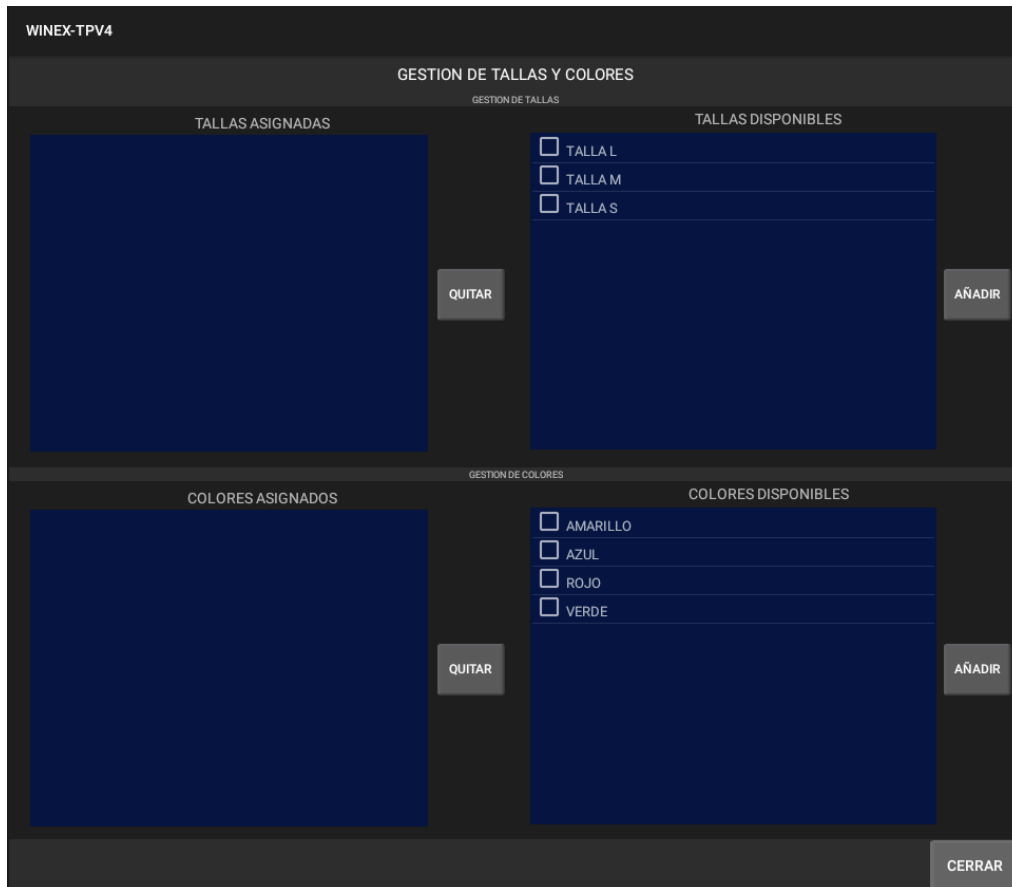 WINEX-TPV4
GESTION DE TALLAS Y COLORES
GESTION DE TALLAS
TALLAS ASIGNADAS
TALLAS DISPONIBLES
TALLA L
TALLA M
TALLA S
QUITAR
AÑADIR
GESTION DE COLORES
COLORES ASIGNADOS
COLORES DISPONIBLES
AMARILLO
AZUL
ROJO
VERDE
QUITAR
AÑADIR
CERRAR